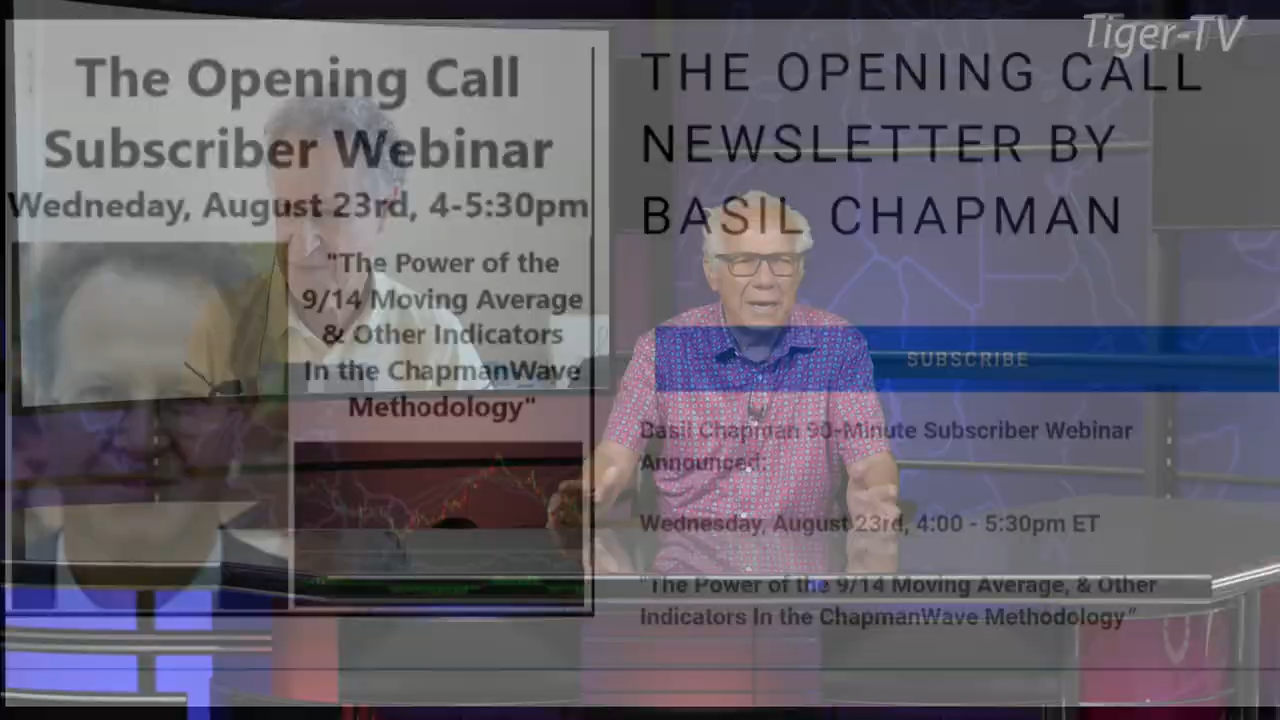 Tiger-TV
The Opening Call
Subscriber Webinar
Wedneday, August 23rd, 4-5:30pm
"The Power of the
9/14 Moving Average
& Other Indicators
In the ChapmanWave
Methodology"
THE OPENING CALL
NEWSLETTER BY
BASIL CHAPMAN
SUBSCRIBE
Basil Chapman 90-Minute Subscriber Webinar
Announced:
Wednesday, August 23rd, 4:00 - 5:30pm ET
"The Power of the 9/14 Moving Average, & Other
Indicators In the ChapmanWave Methodology"